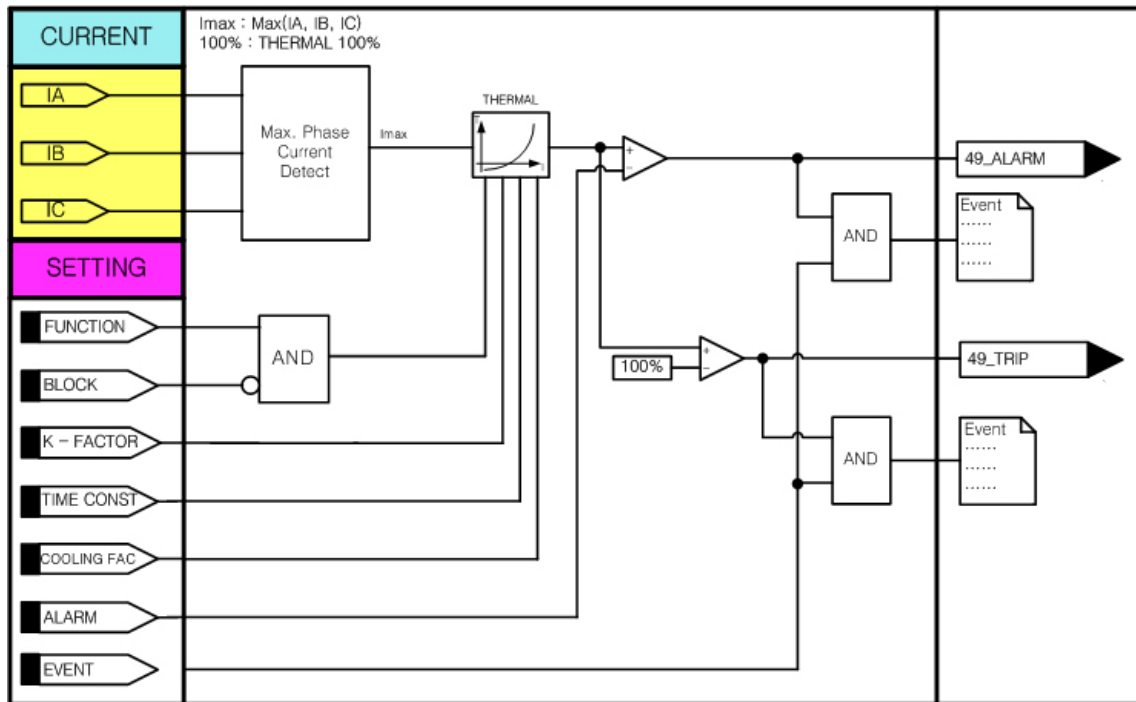 CURRENT
Imax : Max(IA, IB, IC)
100% : THERMAL 100%
IA
IB
IC
Max. Phase
Current
Detect
Imax
THERMAL
T
I
+
−
49_ALARM
AND
Event
......
......
......
SETTING
FUNCTION
BLOCK
AND
K - FACTOR
TIME CONST
COOLING FAC
ALARM
EVENT
100%
+
−
49_TRIP
AND
Event
......
......
......